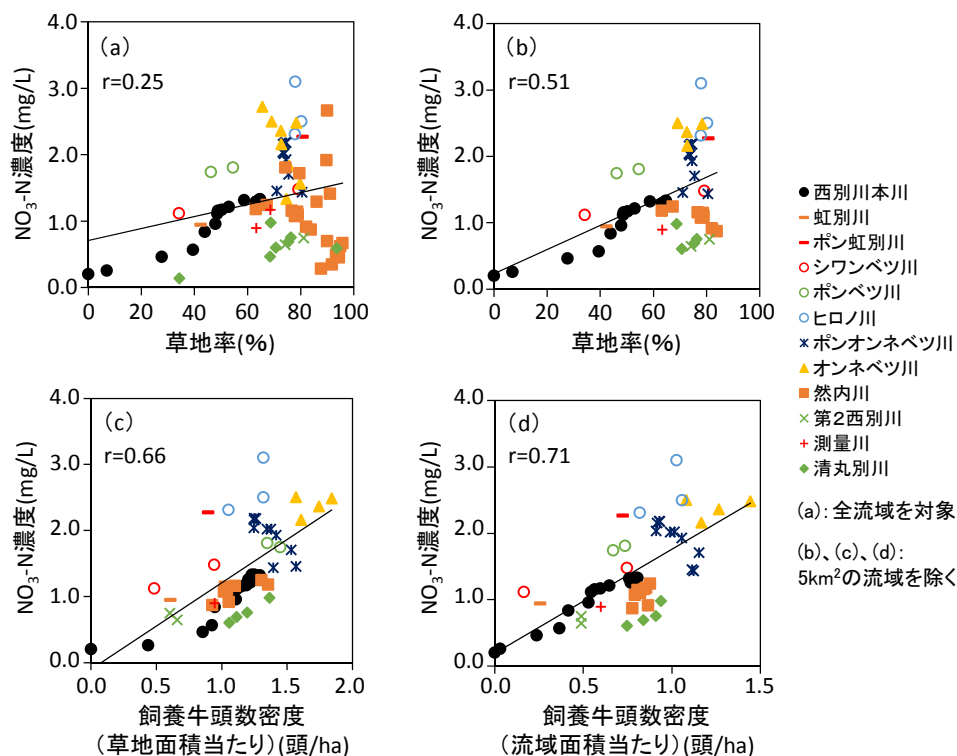 (a)
r=0.25
NO3-N濃度(mg/L)
4.0
3.0
2.0
1.0
0.0
0 20 40 60 80 100
草地率(%)
(b)
r=0.51
NO3-N濃度(mg/L)
4.0
3.0
2.0
1.0
0.0
0 20 40 60 80 100
草地率(%)
(c)
r=0.66
NO3-N濃度(mg/L)
4.0
3.0
2.0
1.0
0.0
0.0 0.5 1.0 1.5 2.0
飼養牛頭数密度
(草地面積当たり)(頭/ha)
(d)
r=0.71
NO3-N濃度(mg/L)
4.0
3.0
2.0
1.0
0.0
0.0 0.5 1.0 1.5
飼養牛頭数密度
(流域面積当たり)(頭/ha)
西別川本川
虹別川
ポン虹別川
シワンベツ川
ポンベツ川
ヒロノ川
ポンオンネベツ川
オンネベツ川
然内川
第2西別川
測量川
清丸別川
(a):全流域を対象
(b)、(c)、(d):
5km2の流域を除く